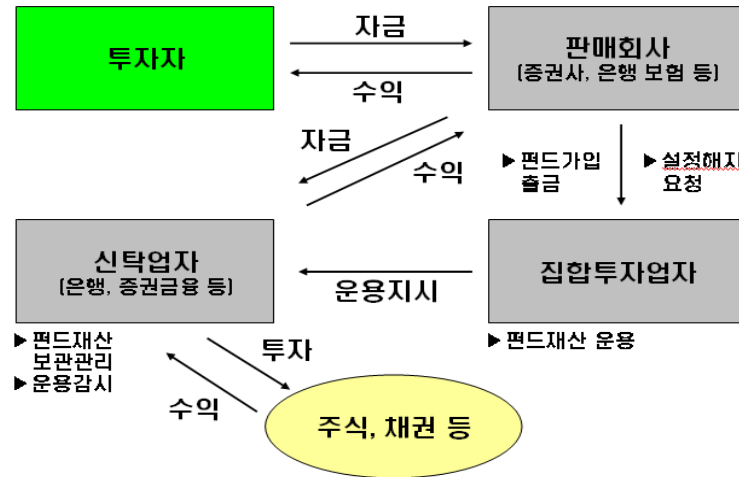 투자자
자금
수익
판매회사
(증권사, 은행 보험 등)
자금
수익
▶ 펀드가입
출금
▶ 설정해지
요청
신탁업자
(은행, 증권금융 등)
운용지시
집합투자업자
▶ 펀드재산
보관관리
▶ 운용감시
▶ 펀드재산 운용
투자
수익
주식, 채권 등